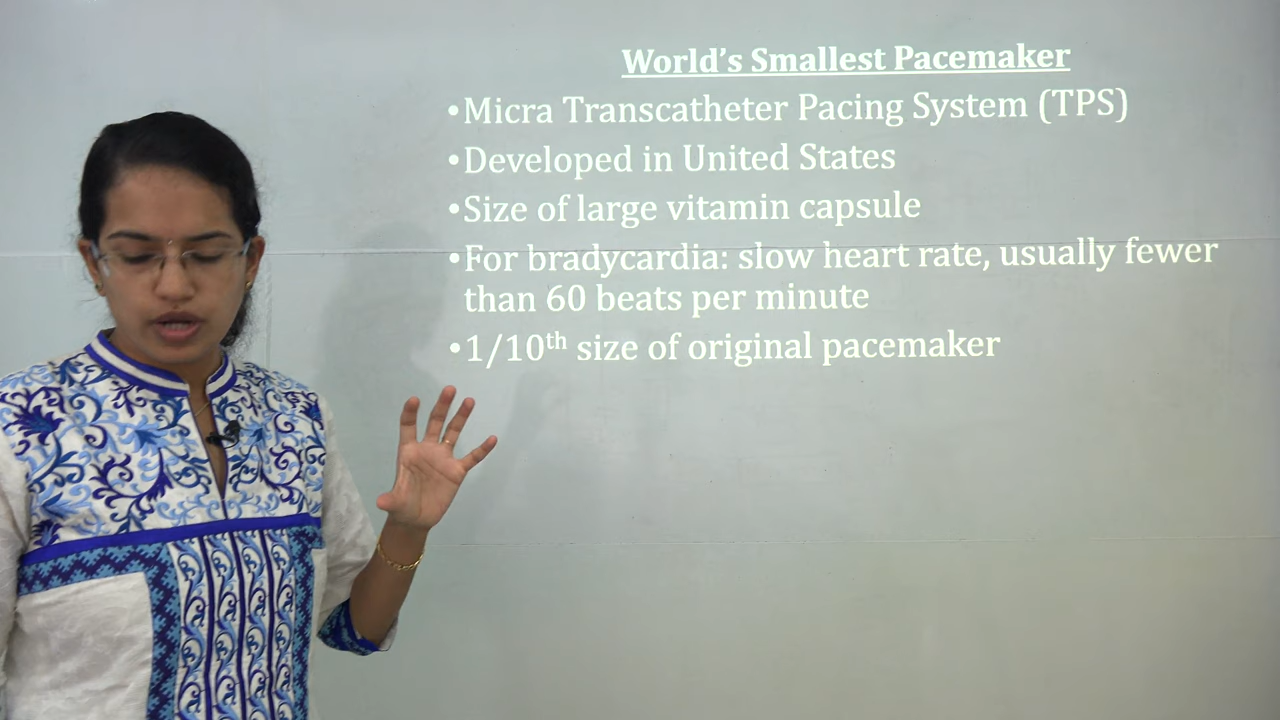 World’s Smallest Pacemaker
•Micra Transcatheter Pacing System (TPS)
•Developed in United States
•Size of large vitamin capsule
•For bradycardia: slow heart rate, usually fewer
than 60 beats per minute
•1/10th size of original pacemaker